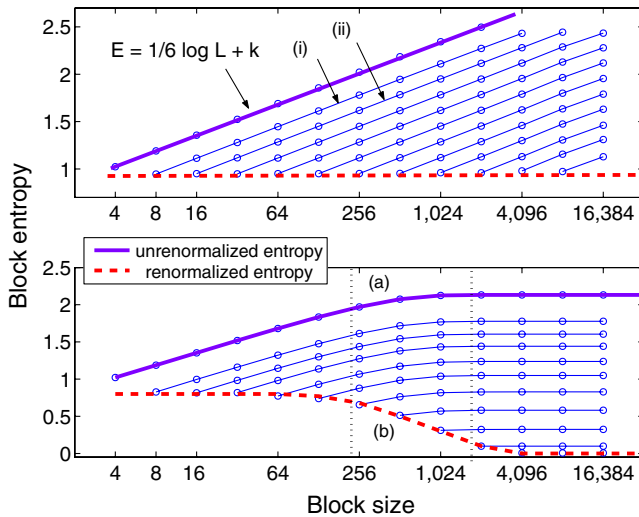 2.5
2
1.5
1
E = 1/6 log L + k
(i)
(ii)
4 8 16 64 256 1,024 4,096 16,384
Block entropy
unrenormalized entropy
renormalized entropy
2.5
2
1.5
1
0.5
0
(a)
(b)
4 8 16 64 256 1,024 4,096 16,384
Block size